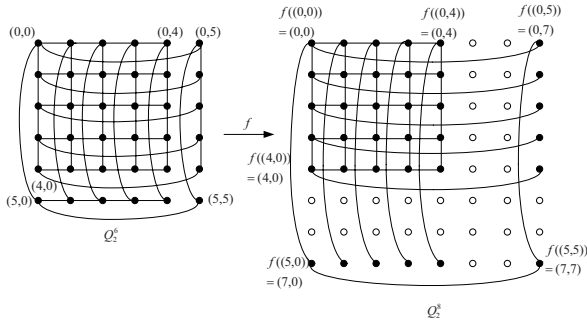 (0,0)
(0,4)
(0,5)
(4,0)
(5,0)
(5,5)
Q_2^6
f
f((0,0))
= (0,0)
f((0,4))
= (0,4)
f((0,5))
= (0,7)
f((4,0))
= (4,0)
f((5,0))
= (7,0)
f((5,5))
= (7,7)
Q_2^8